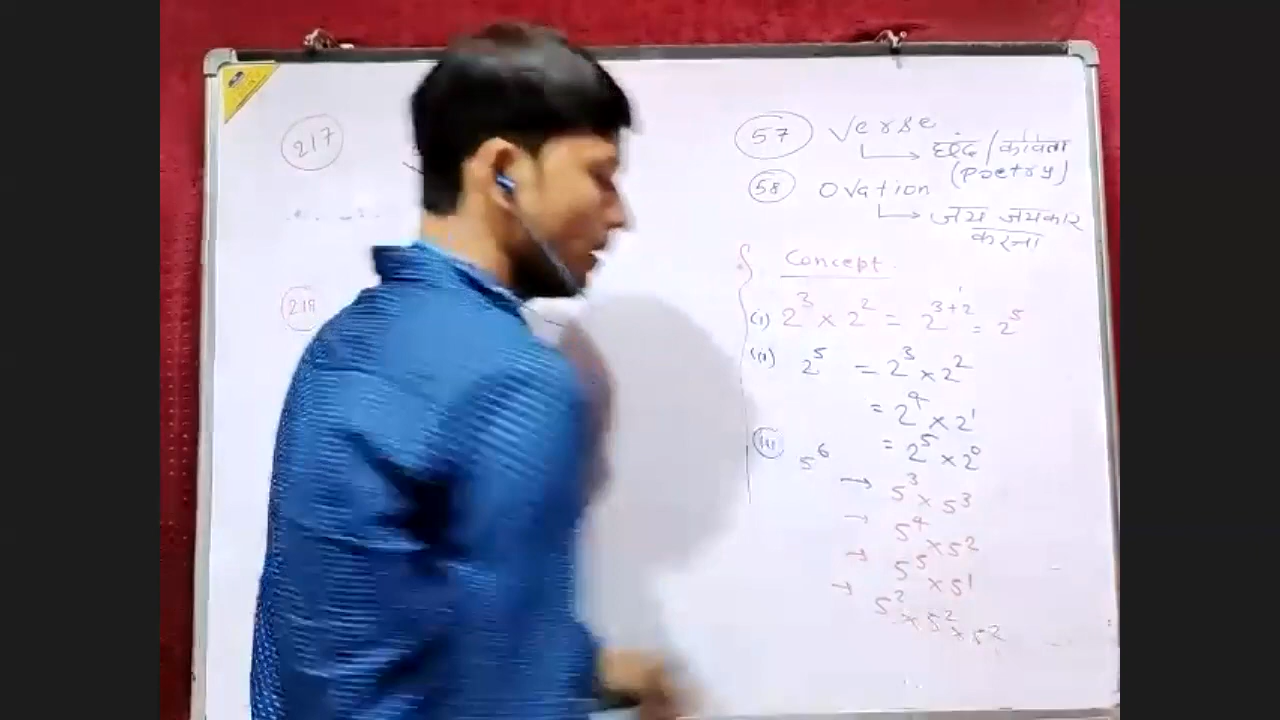 217
218
57 Verse
छंद/कविता
(Poetry)
58 Ovation
जय जयकार
करना
Concept
(i) 2³ × 2² = 2³⁺² = 2⁵
(ii) 2⁵ = 2³ × 2²
= 2⁴ × 2¹
= 2⁵ × 2⁰
(iii) 5⁶
→ 5³ × 5³
→ 5⁴ × 5²
→ 5⁵ × 5¹
→ 5² × 5² × 5²